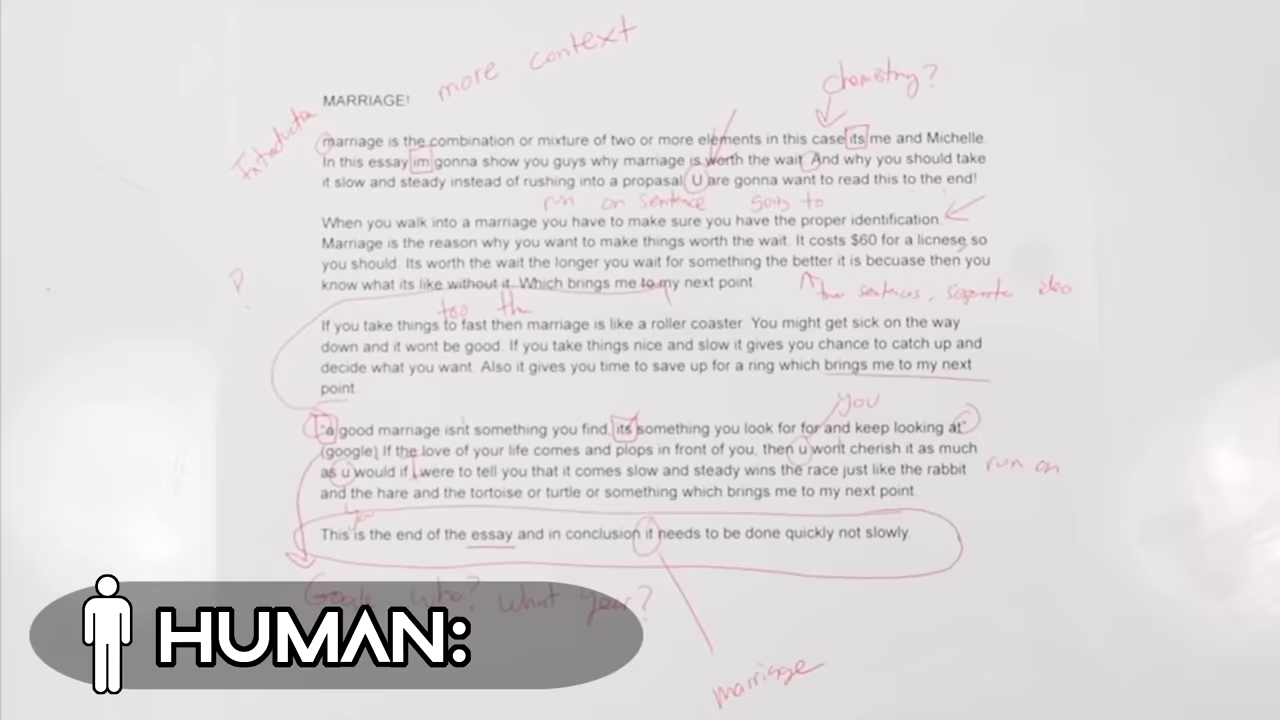 more context
chemistry?
MARRIAGE!
marriage is the combination or mixture of two or more elements in this case its me and Michelle.
In this essay im gonna show you guys why marriage is worth the wait. And why you should take
it slow and steady instead of rushing into a propasal. U are gonna want to read this to the end!
run on sentence
When you walk into a marriage you have to make sure you have the proper identification.
Marriage is the reason why you want to make things worth the wait. It costs $60 for a licnese so
you should. Its worth the wait the longer you wait for something the better it is becuase then you
know what its like without it. Which brings me to my next point.
sentences, separate idea
too
If you take things to fast then marriage is like a roller coaster. You might get sick on the way
down and it wont be good. If you take things nice and slow it gives you chance to catch up and
decide what you want. Also it gives you time to save up for a ring which brings me to my next
point.
you
"a good marriage isn't something you find, its something you look for for and keep looking at"
(google) If the love of your life comes and plops in front of you, then u won't cherish it as much
as u would if I were to tell you that it comes slow and steady wins the race just like the rabbit
run on
and the hare and the tortoise or turtle or something which brings me to my next point.
you
This is the end of the essay and in conclusion it needs to be done quickly not slowly.
Google who? What year?
HUMAN:
marriage